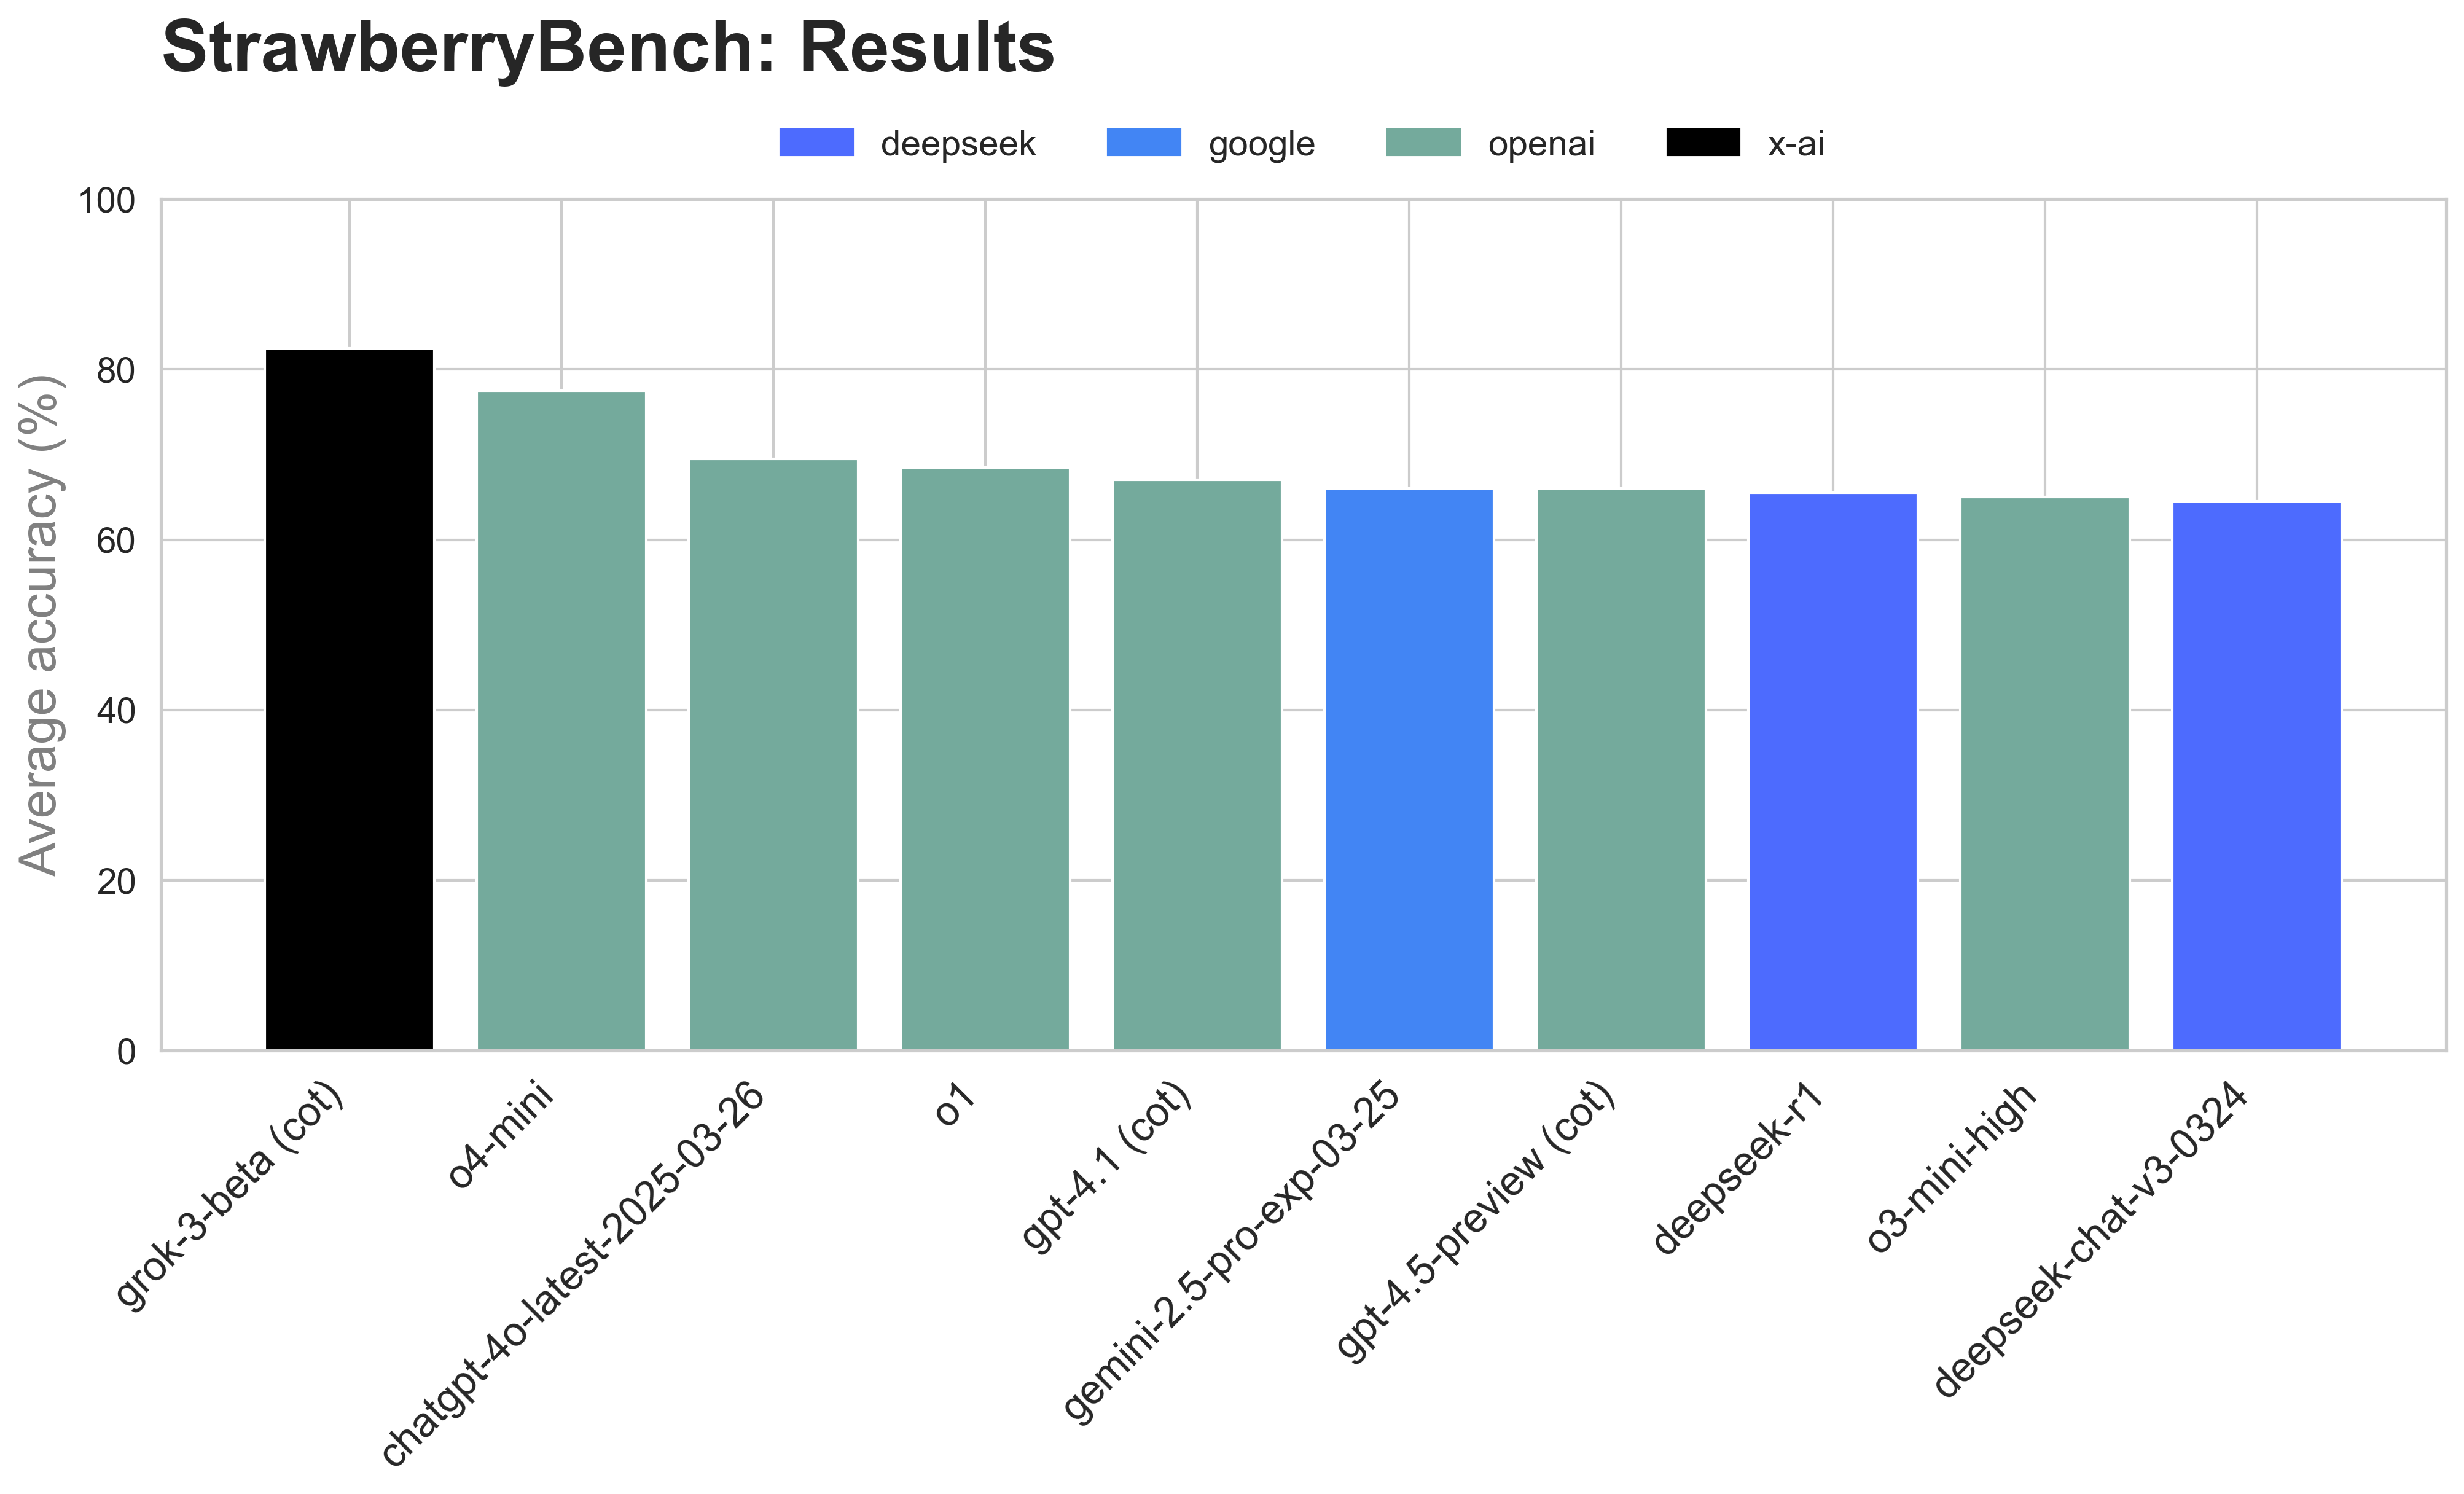 StrawberryBench: Results
deepseek google openai x-ai
Average accuracy (%)
100
80
60
40
20
0
grok-3-beta (cot)
o4-mini
chatgpt-4o-latest-2025-03-26
o1
gpt-4.1 (cot)
gemini-2.5-pro-exp-03-25
gpt-4.5-preview (cot)
deepseek-r1
o3-mini-high
deepseek-chat-v3-0324